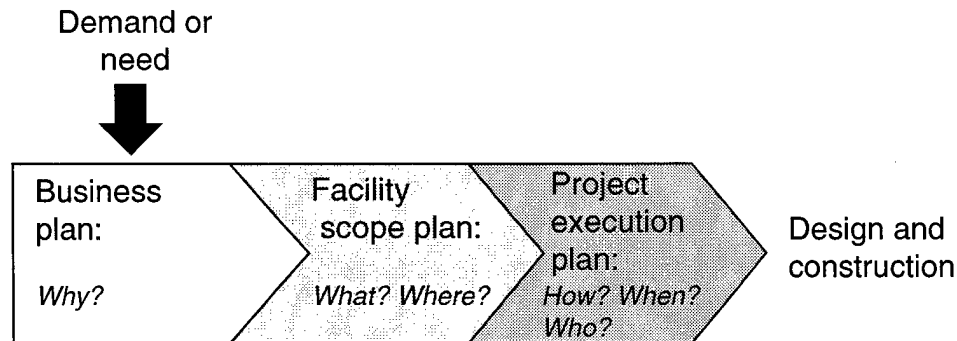 Demand or
need
Business
plan:
Why?
Facility
scope plan:
What? Where?
Project
execution
plan:
How? When?
Who?
Design and
construction